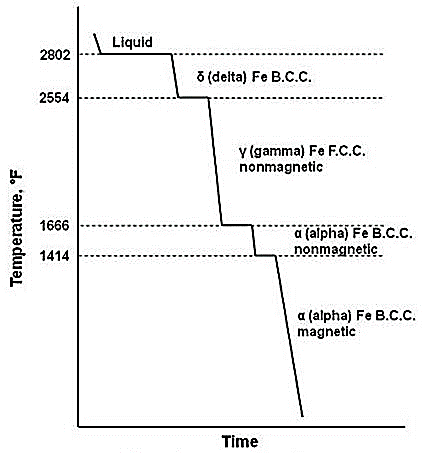 Liquid
2802
δ (delta) Fe B.C.C.
2554
γ (gamma) Fe F.C.C.
nonmagnetic
1666
α (alpha) Fe B.C.C.
nonmagnetic
1414
α (alpha) Fe B.C.C.
magnetic
Temperature, °F
Time